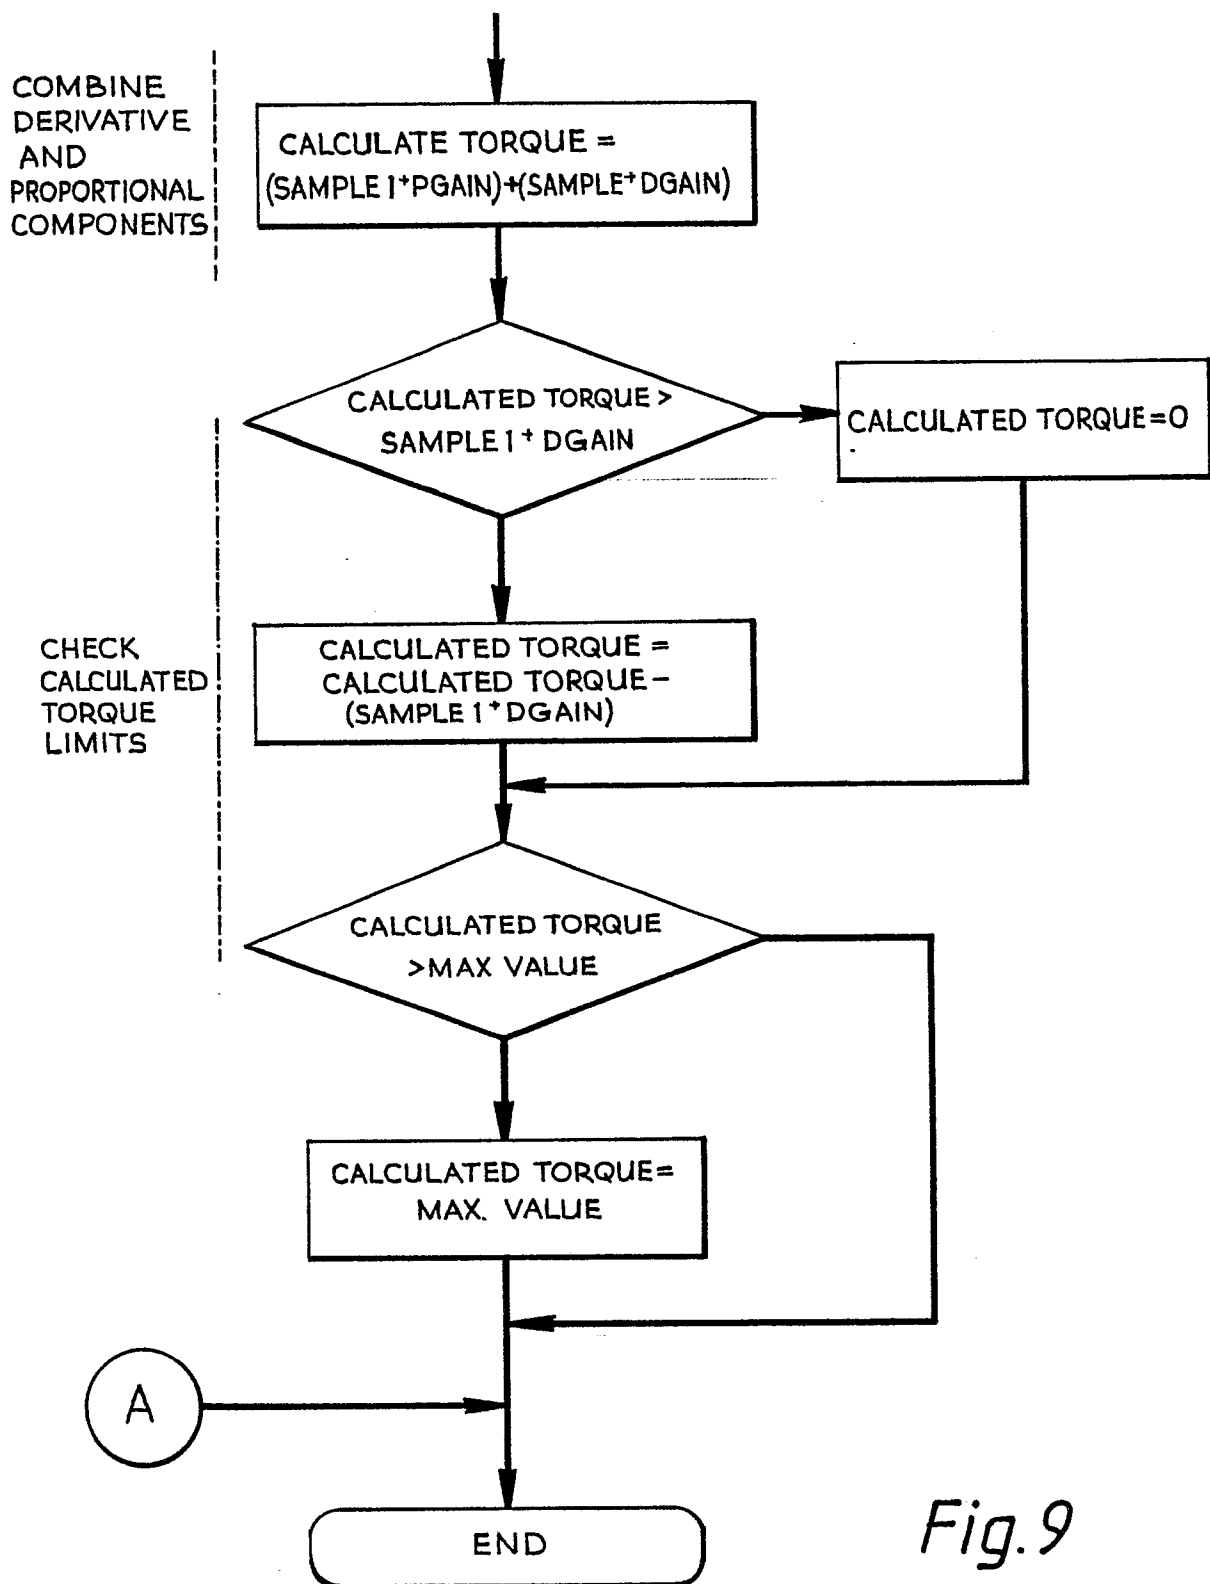 COMBINE
DERIVATIVE
AND
PROPORTIONAL
COMPONENTS
CALCULATE TORQUE =
(SAMPLE 1+PGAIN)+(SAMPLE+DGAIN)
CALCULATED TORQUE >
SAMPLE 1+ DGAIN
CALCULATED TORQUE=0
CHECK
CALCULATED
TORQUE
LIMITS
CALCULATED TORQUE =
CALCULATED TORQUE-
(SAMPLE 1+DGAIN)
CALCULATED TORQUE
>MAX VALUE
CALCULATED TORQUE=
MAX. VALUE
A
END
Fig.9